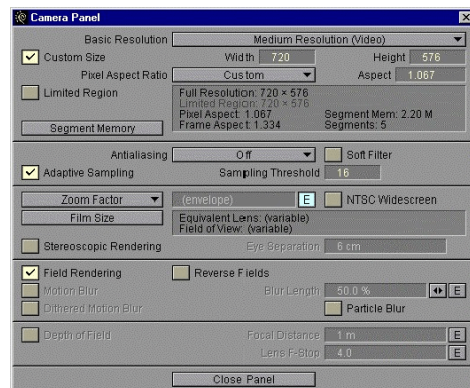 Camera Panel
Basic Resolution Medium Resolution (Video)
Custom Size Width 720 Height 576
Pixel Aspect Ratio Custom Aspect 1.067
Limited Region Full Resolution: 720 × 576
Limited Region: 720 × 576
Pixel Aspect: 1.067 Segment Mem: 2.20 M
Segment Memory Frame Aspect: 1.334 Segments: 5
Antialiasing Off Soft Filter
Adaptive Sampling Sampling Threshold 16
Zoom Factor (envelope) E NTSC Widescreen
Film Size Equivalent Lens: (variable)
Field of View: (variable)
Stereoscopic Rendering Eye Separation 6 cm
Field Rendering Reverse Fields
Motion Blur Blur Length 50.0 % E
Dithered Motion Blur Particle Blur
Depth of Field Focal Distance 1 m E
Lens F-Stop 4.0 E
Close Panel